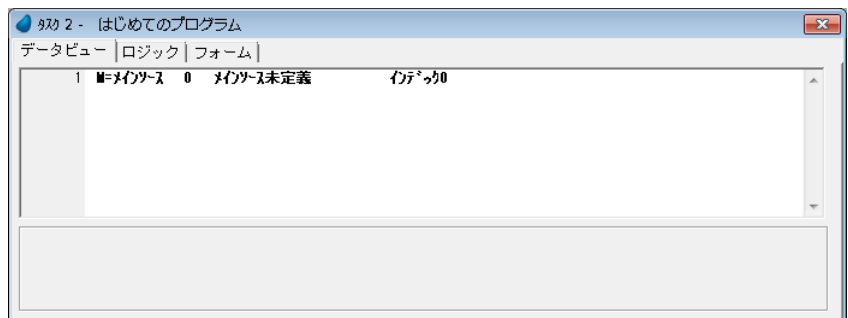 ﾀｽｸ 2 - はじめてのプログラム
データビュー ロジック フォーム
1 M=ﾒｲﾝｿｰｽ 0 ﾒｲﾝｿｰｽ未定義 ｲﾝﾃﾞｯｸ0